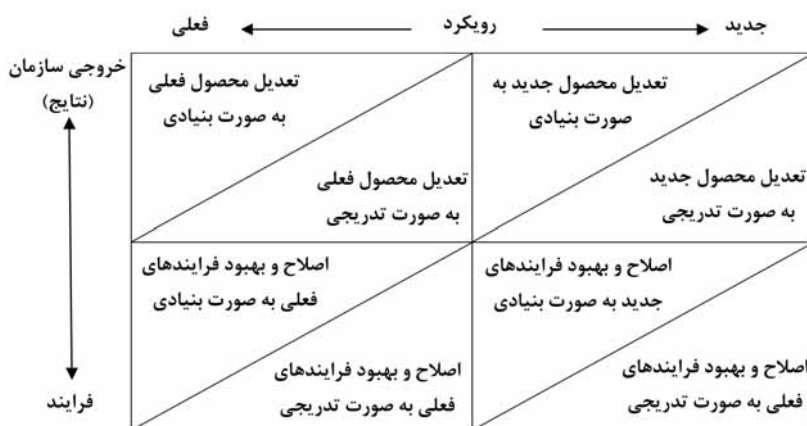 جدید
رویکرد
فعلی
خروجی سازمان
(نتایج)
تعدیل محصول جدید به
صورت بنیادی
تعدیل محصول جدید
به صورت تدریجی
تعدیل محصول فعلی
به صورت بنیادی
تعدیل محصول فعلی
به صورت تدریجی
اصلاح و بهبود فرایندهای
جدید به صورت بنیادی
اصلاح و بهبود فرایندهای
فعلی به صورت تدریجی
اصلاح و بهبود فرایندهای
فعلی به صورت بنیادی
اصلاح و بهبود فرایندهای
فعلی به صورت تدریجی
فرایند